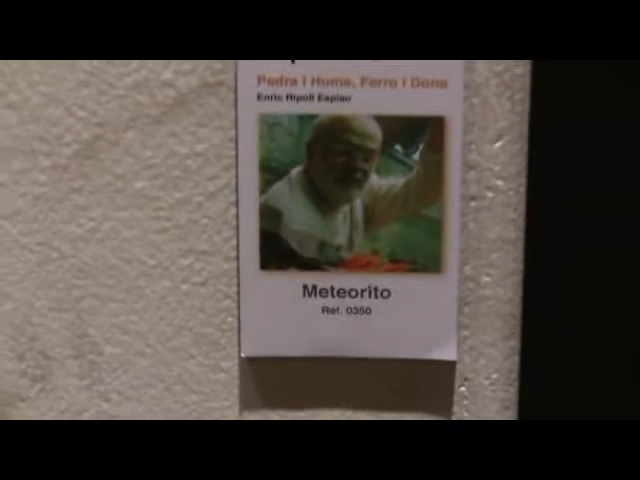 Pedra i Home, Ferro i Dona
Enric Ripoll Espiau
Meteorito
Ref. 0350